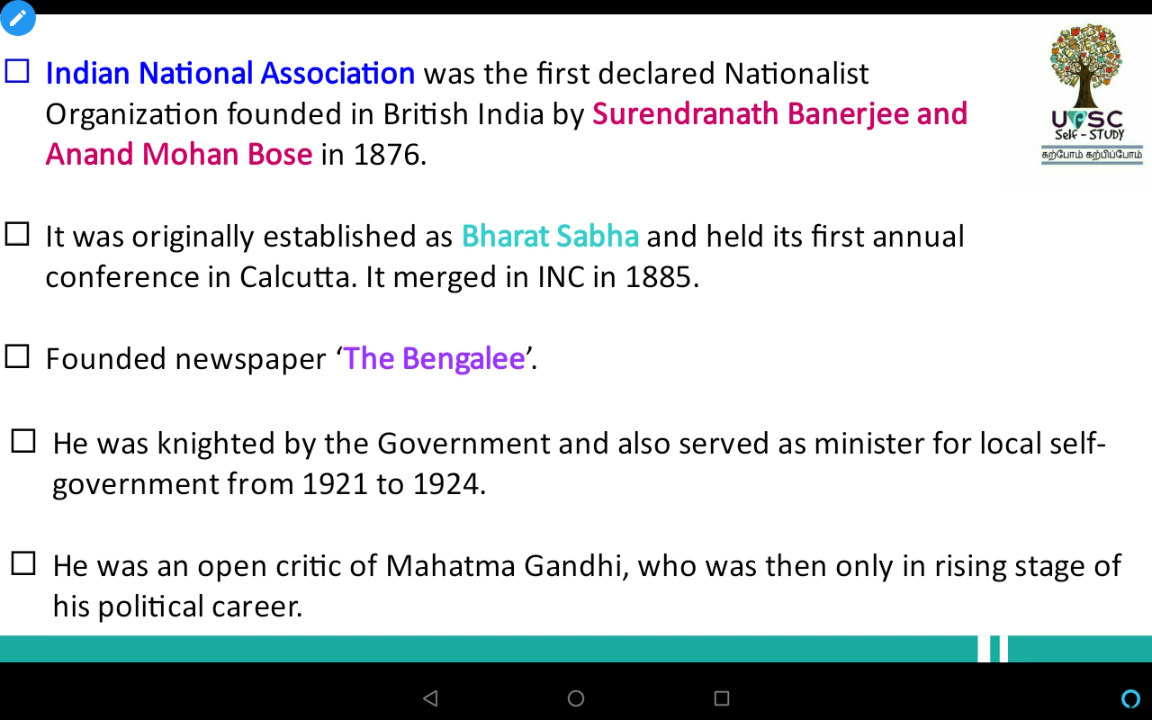 Indian National Association was the first declared Nationalist
Organization founded in British India by Surendranath Banerjee and
Anand Mohan Bose in 1876.
UPSC
Self-STUDY
கற்போம் கற்பிப்போம்
It was originally established as Bharat Sabha and held its first annual
conference in Calcutta. It merged in INC in 1885.
Founded newspaper ‘The Bengalee’.
He was knighted by the Government and also served as minister for local self-
government from 1921 to 1924.
He was an open critic of Mahatma Gandhi, who was then only in rising stage of
his political career.